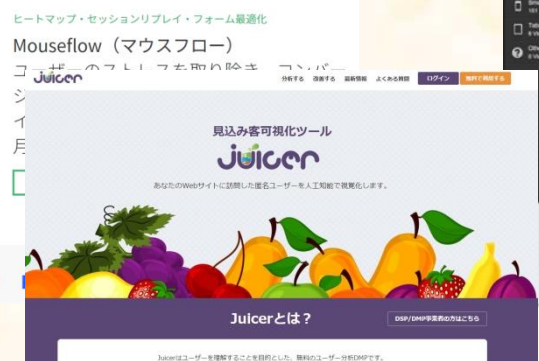 ヒートマップ・セッションリプレイ・フォーム最適化
Mouseflow（マウスフロー）
ユーザーのストレスを取り除き、コンバー
juicer
分析する 改善する 最新情報 よくある質問 ログイン 無料で利用する
見込み客可視化ツール
juicer
あなたのWebサイトに訪問した匿名ユーザーを人工知能で視覚化します。
Juicerとは？
DSP/DMP事業者の方はこちら
Juicerはユーザーを理解することを目的とした、無料のユーザー分析DMPです。